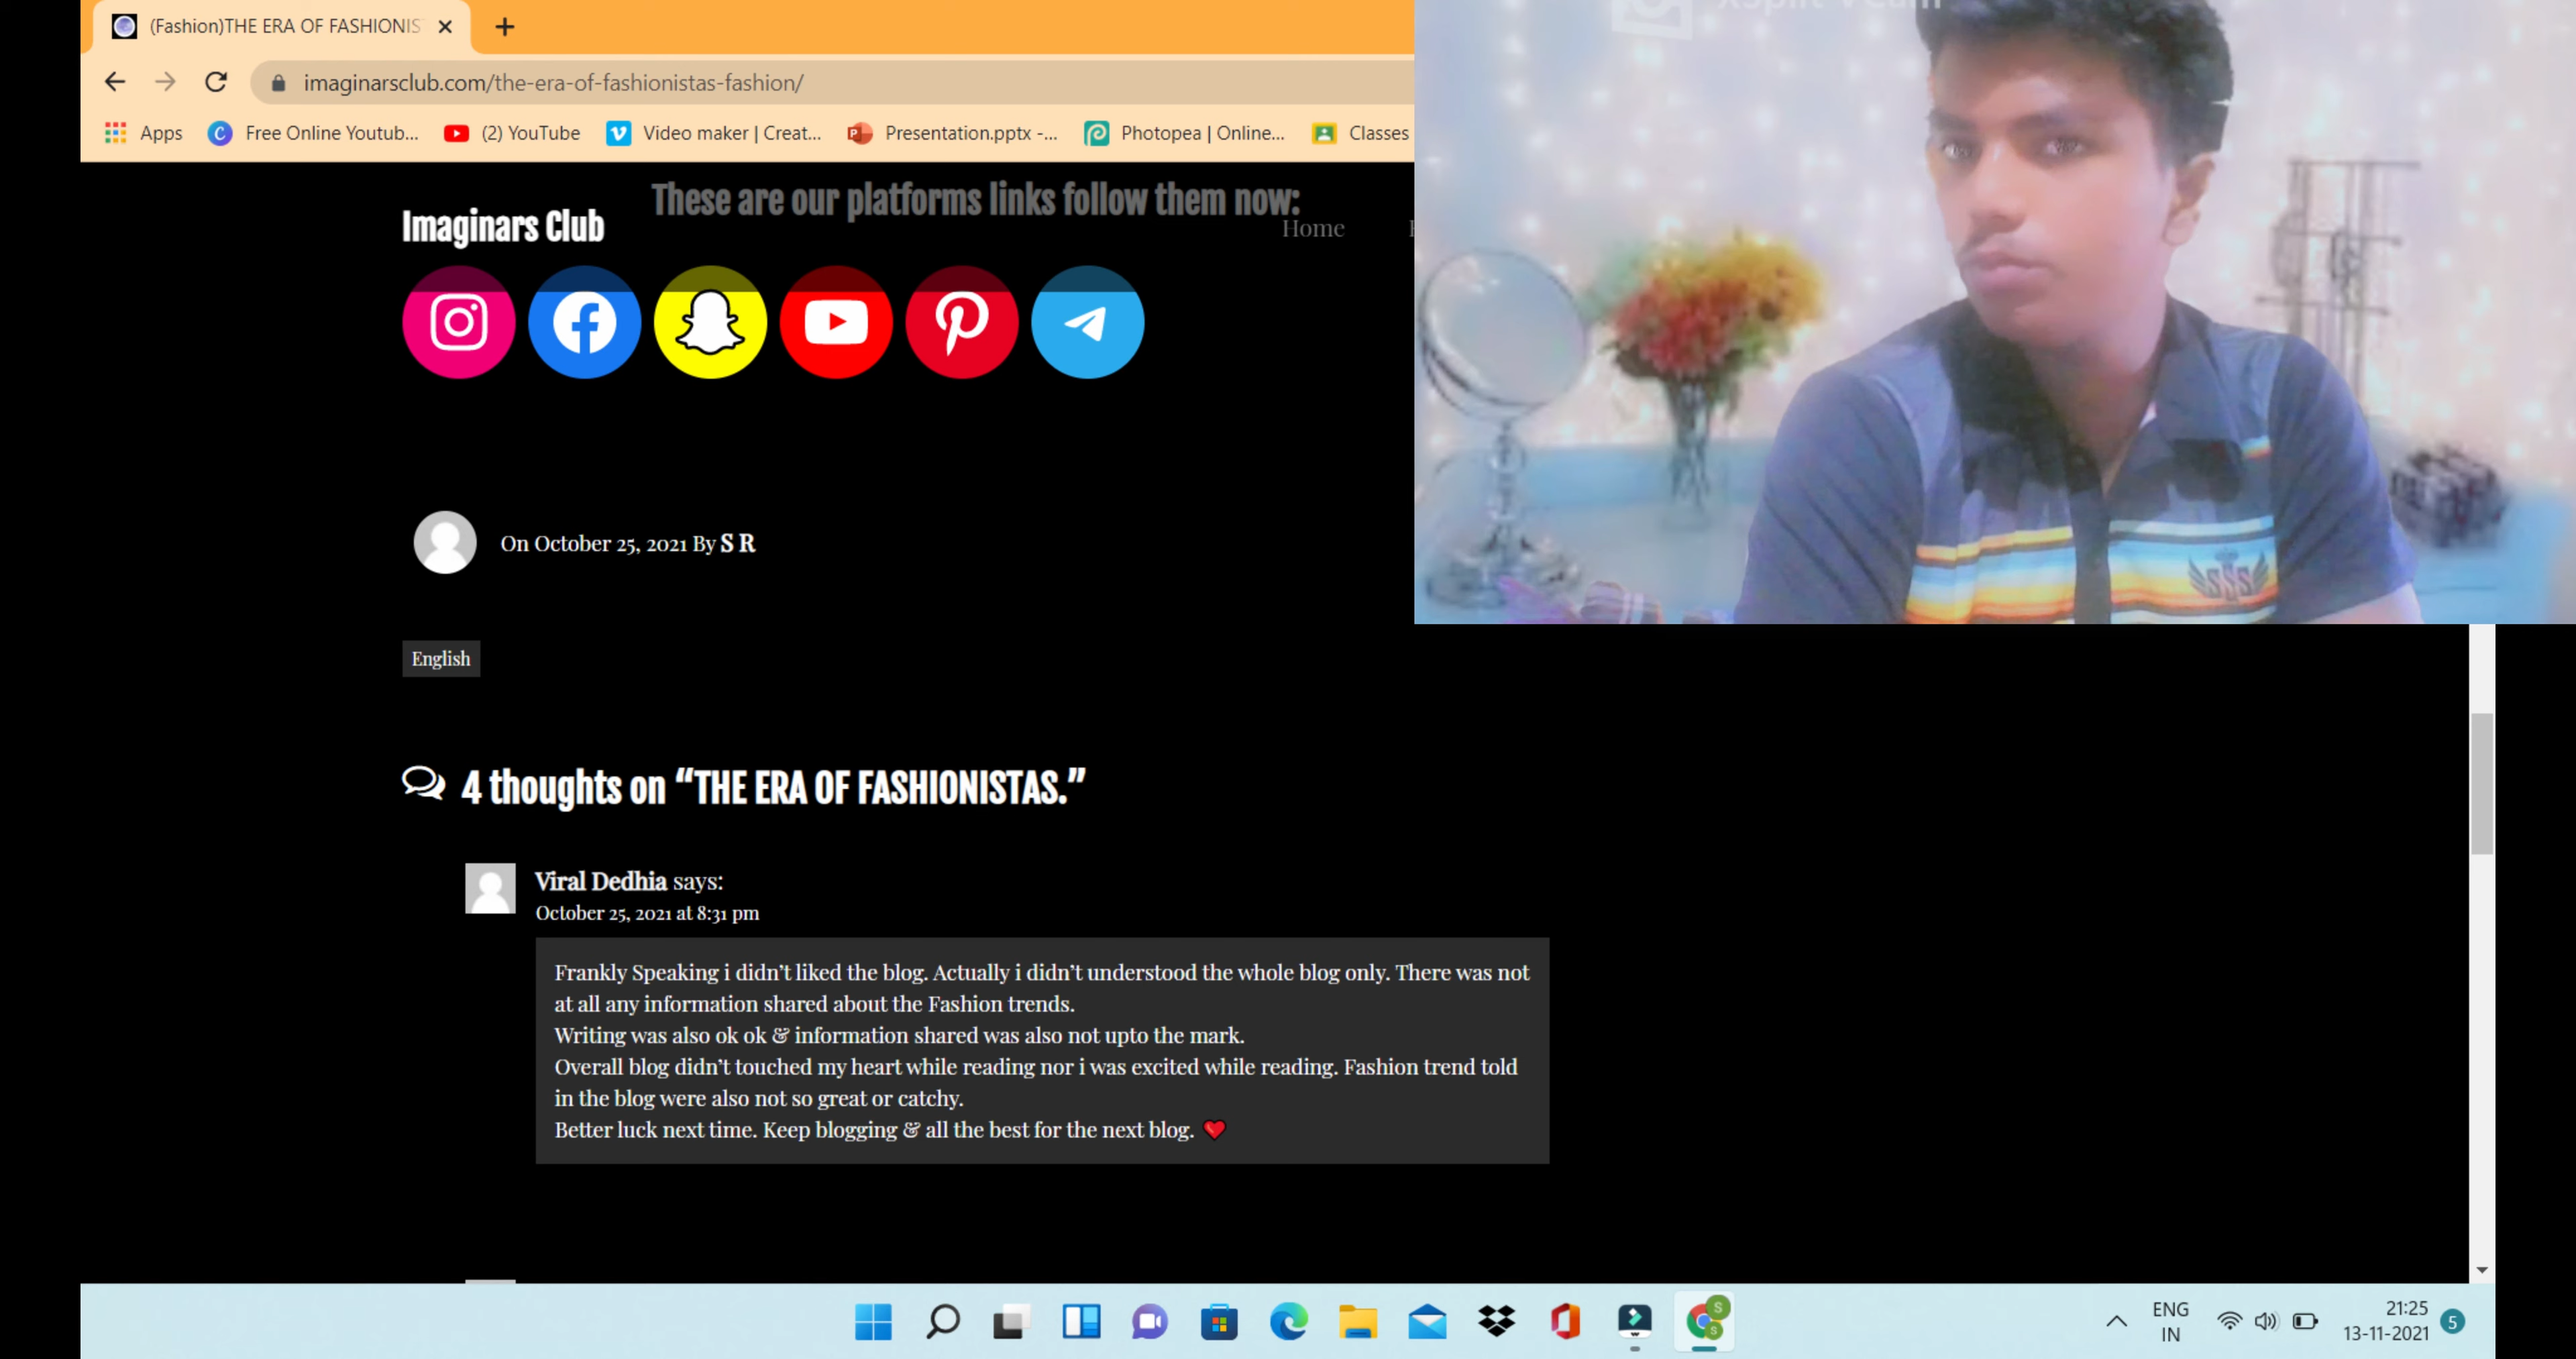 (Fashion)THE ERA OF FASHIONIS
imaginarsclub.com/the-era-of-fashionistas-fashion/
Apps
Free Online Youtub...
(2) YouTube
Video maker | Creat...
Presentation.pptx -...
Photopea | Online...
Classes
XSplit VCam
These are our platforms links follow them now:
Imaginars Club
Home
On October 25, 2021 By S R
SSS
English
4 thoughts on “THE ERA OF FASHIONISTAS.”
Viral Dedhia says:
October 25, 2021 at 8:31 pm
Frankly Speaking i didn’t liked the blog. Actually i didn’t understood the whole blog only. There was not
at all any information shared about the Fashion trends.
Writing was also ok ok & information shared was also not upto the mark.
Overall blog didn’t touched my heart while reading nor i was excited while reading. Fashion trend told
in the blog were also not so great or catchy.
Better luck next time. Keep blogging & all the best for the next blog. ❤
ENG
IN
21:25
13-11-2021
5